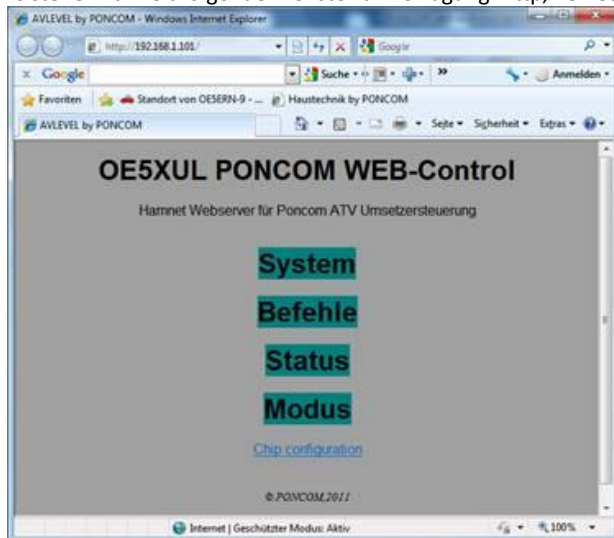 AVLEVEL by PONCOM - Windows Internet Explorer
http://192.168.1.101/
Google
Google
Suche
Anmelden
Favoriten
Standort von OE5ERN-9 - ...
Haustechnik by PONCOM
AVLEVEL by PONCOM
Seite
Sicherheit
Extras
OE5XUL PONCOM WEB-Control
Hamnet Webserver für Poncom ATV Umsetzersteuerung
System
Befehle
Status
Modus
Chip configuration
© PONCOM,2011
Internet | Geschützter Modus: Aktiv
100%